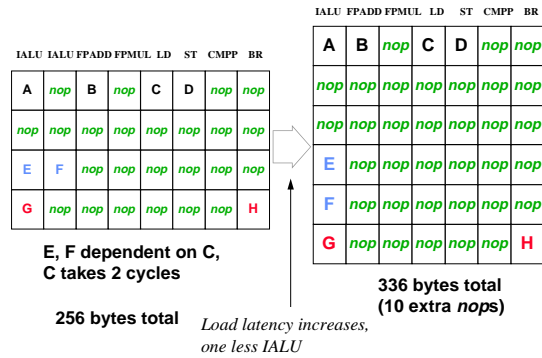 IALU IALU FPADD FPMUL LD ST CMPP BR
A nop B nop C D nop nop
nop nop nop nop nop nop nop nop
E F nop nop nop nop nop nop
G nop nop nop nop nop nop H
E, F dependent on C,
C takes 2 cycles
256 bytes total
Load latency increases,
one less IALU
IALU FPADD FPMUL LD ST CMPP BR
A B nop C D nop nop
nop nop nop nop nop nop nop
nop nop nop nop nop nop nop
E nop nop nop nop nop nop
F nop nop nop nop nop nop
G nop nop nop nop nop H
336 bytes total
(10 extra nops)